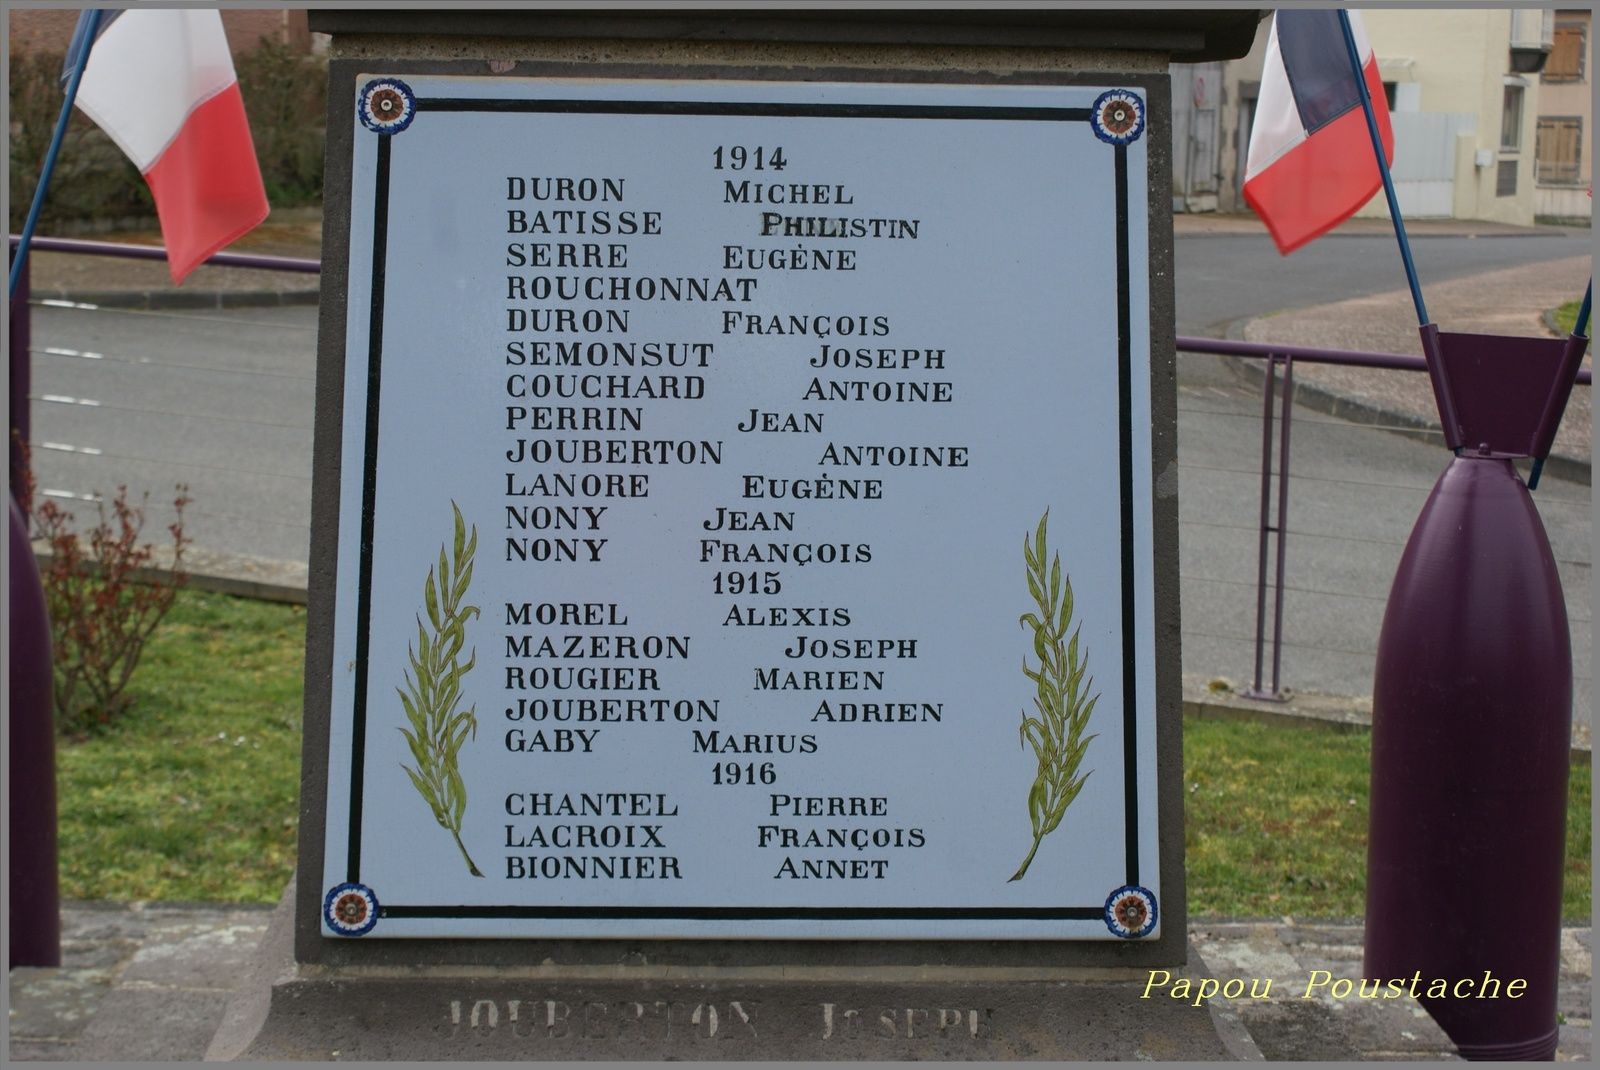 1914
DURON MICHEL
BATISSE PHILISTIN
SERRE EUGÈNE
ROUCHONNAT
DURON FRANÇOIS
SEMONSUT JOSEPH
COUCHARD ANTOINE
PERRIN JEAN
JOUBERTON ANTOINE
LANORE EUGÈNE
NONY JEAN
NONY FRANÇOIS
1915
MOREL ALEXIS
MAZERON JOSEPH
ROUGIER MARIEN
JOUBERTON ADRIEN
GABY MARIUS
1916
CHANTEL PIERRE
LACROIX FRANÇOIS
BIONNIER ANNET
JOUBERTON JOSEPH
Papou Poustache